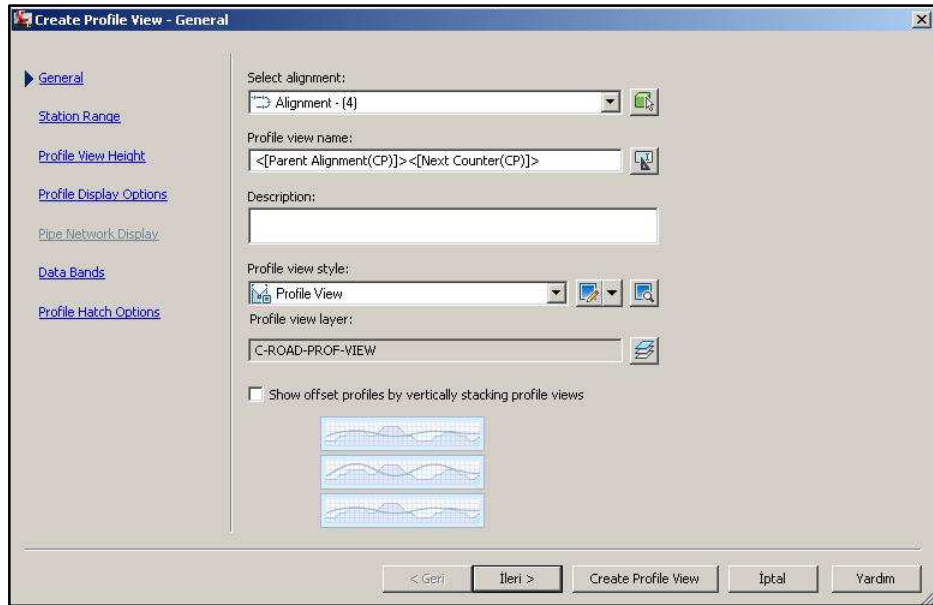 Create Profile View - General
General
Station Range
Profile View Height
Profile Display Options
Pipe Network Display
Data Bands
Profile Hatch Options
Select alignment:
Alignment - (4)
Profile view name:
<[Parent Alignment(CP)]><[Next Counter(CP)]>
Description:
Profile view style:
Profile View
Profile view layer:
C-ROAD-PROF-VIEW
Show offset profiles by vertically stacking profile views
< Geri
İleri >
Create Profile View
İptal
Yardım